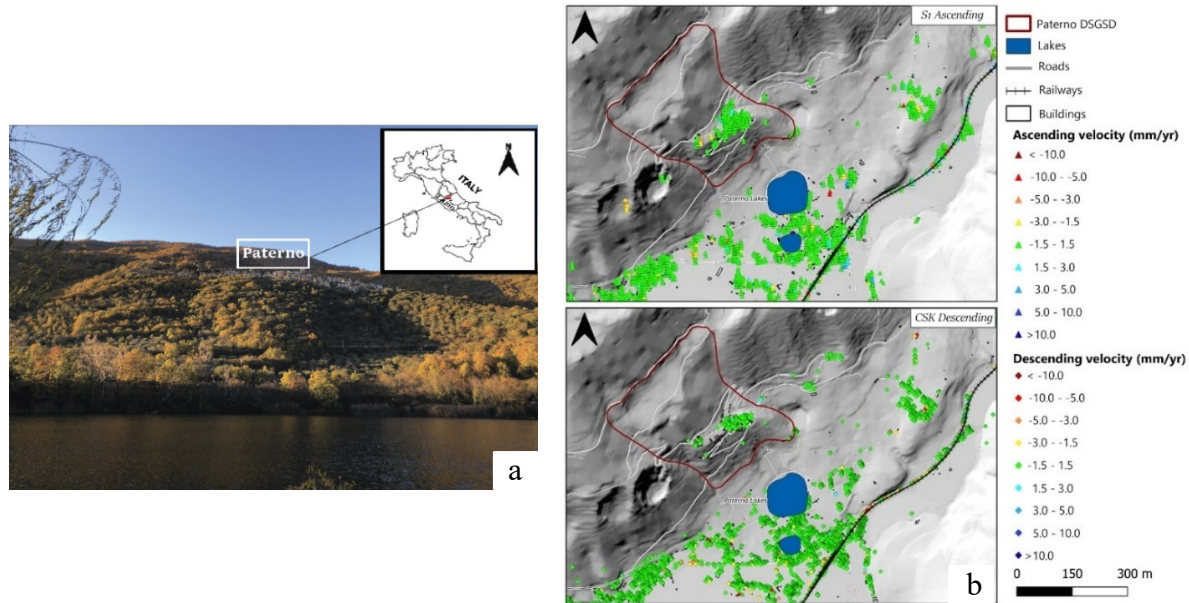 Paterno
N
ITALY
a
S1 Ascending
Paterno Lakes
CSK Descending
Paterno Lakes
b
Paterno DSGSD
Lakes
Roads
Railways
Buildings
Ascending velocity (mm/yr)
< -10.0
-10.0 - -5.0
-5.0 - -3.0
-3.0 - -1.5
-1.5 - 1.5
1.5 - 3.0
3.0 - 5.0
5.0 - 10.0
>10.0
Descending velocity (mm/yr)
< -10.0
-10.0 - -5.0
-5.0 - -3.0
-3.0 - -1.5
-1.5 - 1.5
1.5 - 3.0
3.0 - 5.0
5.0 - 10.0
>10.0
0 150 300 m